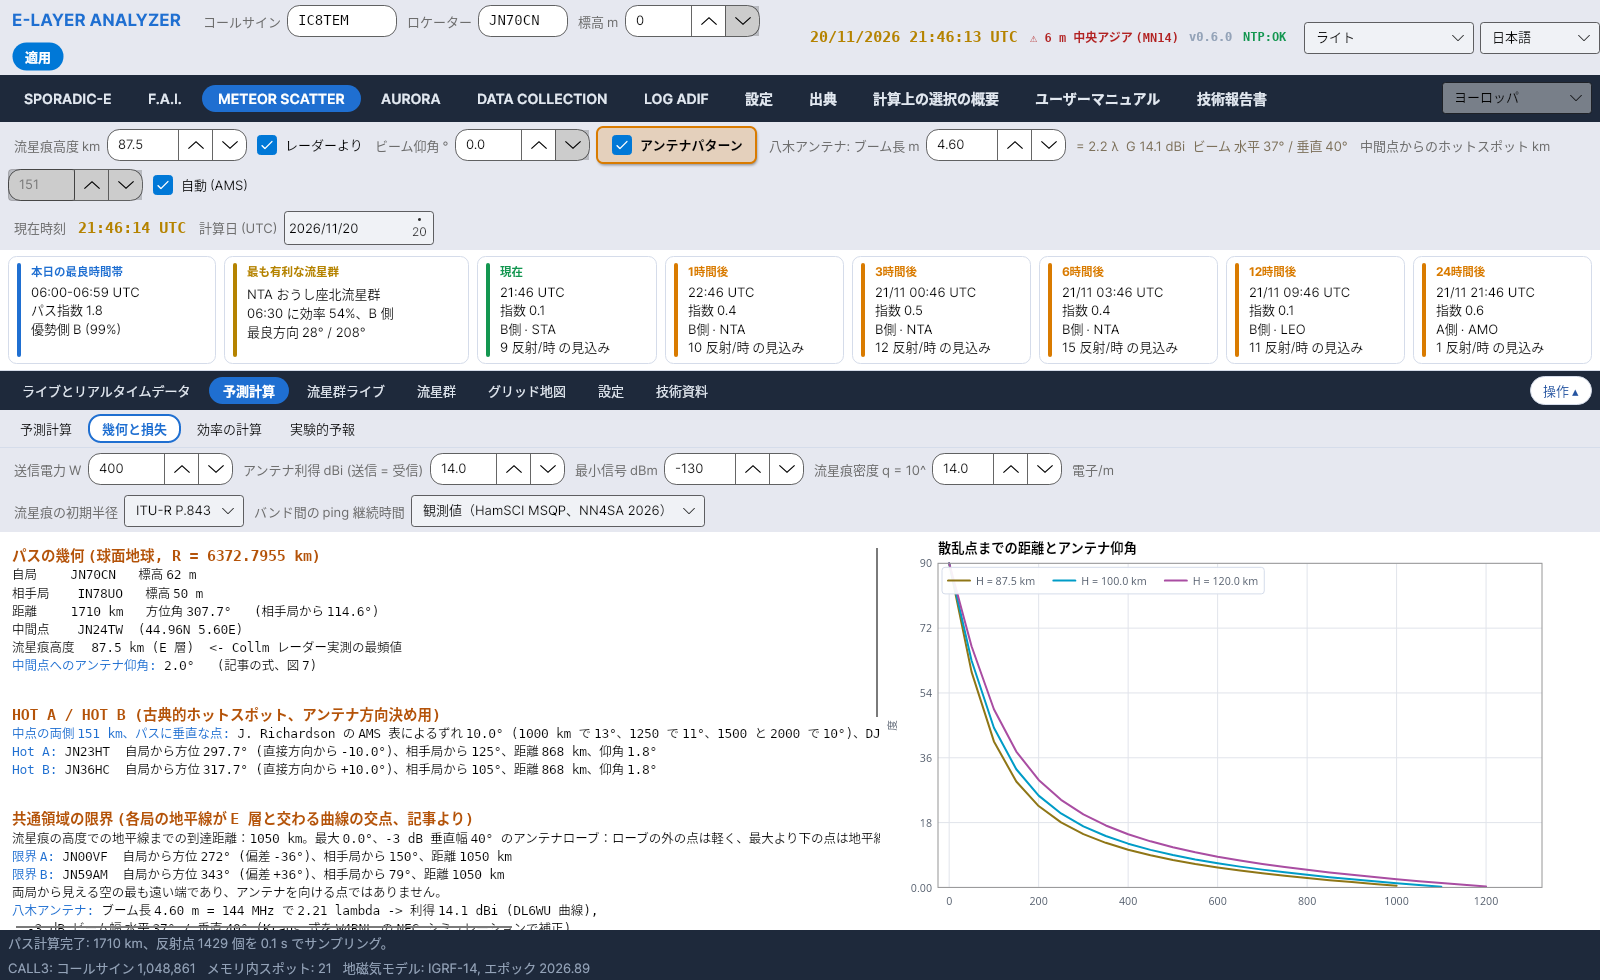 E-LAYER ANALYZER
コールサイン IC8TEM ロケーター JN70CN 標高 m 0
適用
20/11/2026 21:46:13 UTC ⚠ 6 m 中央アジア (MN14) v0.6.0 NTP:OK ライト 日本語
SPORADIC-E F.A.I. METEOR SCATTER AURORA DATA COLLECTION LOG ADIF 設定 出典 計算上の選択の概要 ユーザーマニュアル 技術報告書 ヨーロッパ
流星痕高度 km 87.5 レーダーより ビーム仰角 ° 0.0 アンテナパターン 八木アンテナ: ブーム長 m 4.60 = 2.2 λ G 14.1 dBi ビーム 水平 37° / 垂直 40° 中間点からのホットスポット km
151 自動 (AMS)
現在時刻 21:46:14 UTC 計算日 (UTC) 2026/11/20 20
本日の最良時間帯
06:00-06:59 UTC
パス指数 1.8
優勢側 B (99%)
最も有利な流星群
NTA おうし座北流星群
06:30 に効率 54%、B 側
最良方向 28° / 208°
現在
21:46 UTC
指数 0.1
B側 · STA
9 反射/時 の見込み
1時間後
22:46 UTC
指数 0.4
B側 · NTA
10 反射/時 の見込み
3時間後
21/11 00:46 UTC
指数 0.5
B側 · NTA
12 反射/時 の見込み
6時間後
21/11 03:46 UTC
指数 0.4
B側 · NTA
15 反射/時 の見込み
12時間後
21/11 09:46 UTC
指数 0.1
B側 · LEO
11 反射/時 の見込み
24時間後
21/11 21:46 UTC
指数 0.6
A側 · AMO
1 反射/時 の見込み
ライブとリアルタイムデータ 予測計算 流星群ライブ 流星群 グリッド地図 設定 技術資料 操作 ▴
予測計算 幾何と損失 効率の計算 実験的予報
送信電力 W 400 アンテナ利得 dBi (送信 = 受信) 14.0 最小信号 dBm -130 流星痕密度 q = 10^ 14.0 電子/m
流星痕の初期半径 ITU-R P.843 バンド間の ping 継続時間 観測値（HamSCI MSQP、NN4SA 2026）
パスの幾何 (球面地球, R = 6372.7955 km)
自局 JN70CN 標高 62 m
相手局 IN78UO 標高 50 m
距離 1710 km 方位角 307.7° (相手局から 114.6°)
中間点 JN24TW (44.96N 5.60E)
流星痕高度 87.5 km (E 層) <- Collm レーダー実測の最頻値
中間点へのアンテナ仰角: 2.0° (記事の式、図 7)
HOT A / HOT B (古典的ホットスポット、アンテナ方向決め用)
中点の両側 151 km、パスに垂直な点: J. Richardson の AMS 表によるずれ 10.0° (1000 km で 13°、1250 で 11°、1500 と 2000 で 10°)、DJ
Hot A: JN23HT 自局から方位 297.7° (直接方向から -10.0°)、相手局から 125°、距離 868 km、仰角 1.8°
Hot B: JN36HC 自局から方位 317.7° (直接方向から +10.0°)、相手局から 105°、距離 868 km、仰角 1.8°
共通領域の限界 (各局の地平線が E 層と交わる曲線の交点、記事より)
流星痕の高度での地平線までの到達距離：1050 km。最大 0.0°、-3 dB 垂直幅 40° のアンテナローブ：ローブの外の点は軽く、最大より下の点は地平線
限界 A: JN00VF 自局から方位 272° (偏差 -36°)、相手局から 150°、距離 1050 km
限界 B: JN59AM 自局から方位 343° (偏差 +36°)、相手局から 79°、距離 1050 km
両局から見える空の最も遠い端であり、アンテナを向ける点ではありません。
八木アンテナ: ブーム長 4.60 m = 144 MHz で 2.21 lambda -> 利得 14.1 dBi (DL6WU 曲線),
散乱点までの距離とアンテナ仰角
H = 87.5 km H = 100.0 km H = 120.0 km
度
90
72
54
36
18
0.00
0 200 400 600 800 1000 1200
パス計算完了: 1710 km、反射点 1429 個を 0.1 s でサンプリング。
CALL3: コールサイン 1,048,861 メモリ内スポット: 21 地磁気モデル: IGRF-14, エポック 2026.89